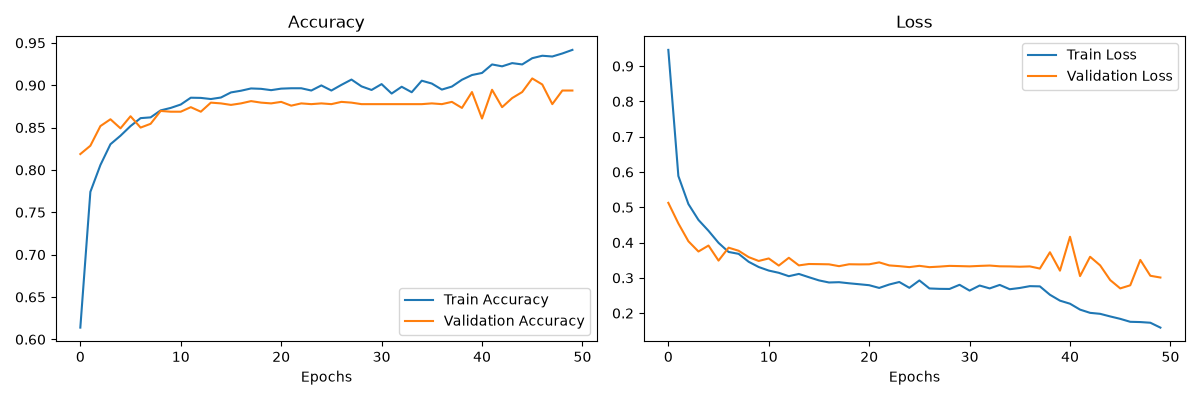 Accuracy
0.95
0.90
0.85
0.80
0.75
0.70
0.65
0.60
Train Accuracy
Validation Accuracy
0 10 20 30 40 50
Epochs
Loss
0.9
0.8
0.7
0.6
0.5
0.4
0.3
0.2
Train Loss
Validation Loss
0 10 20 30 40 50
Epochs